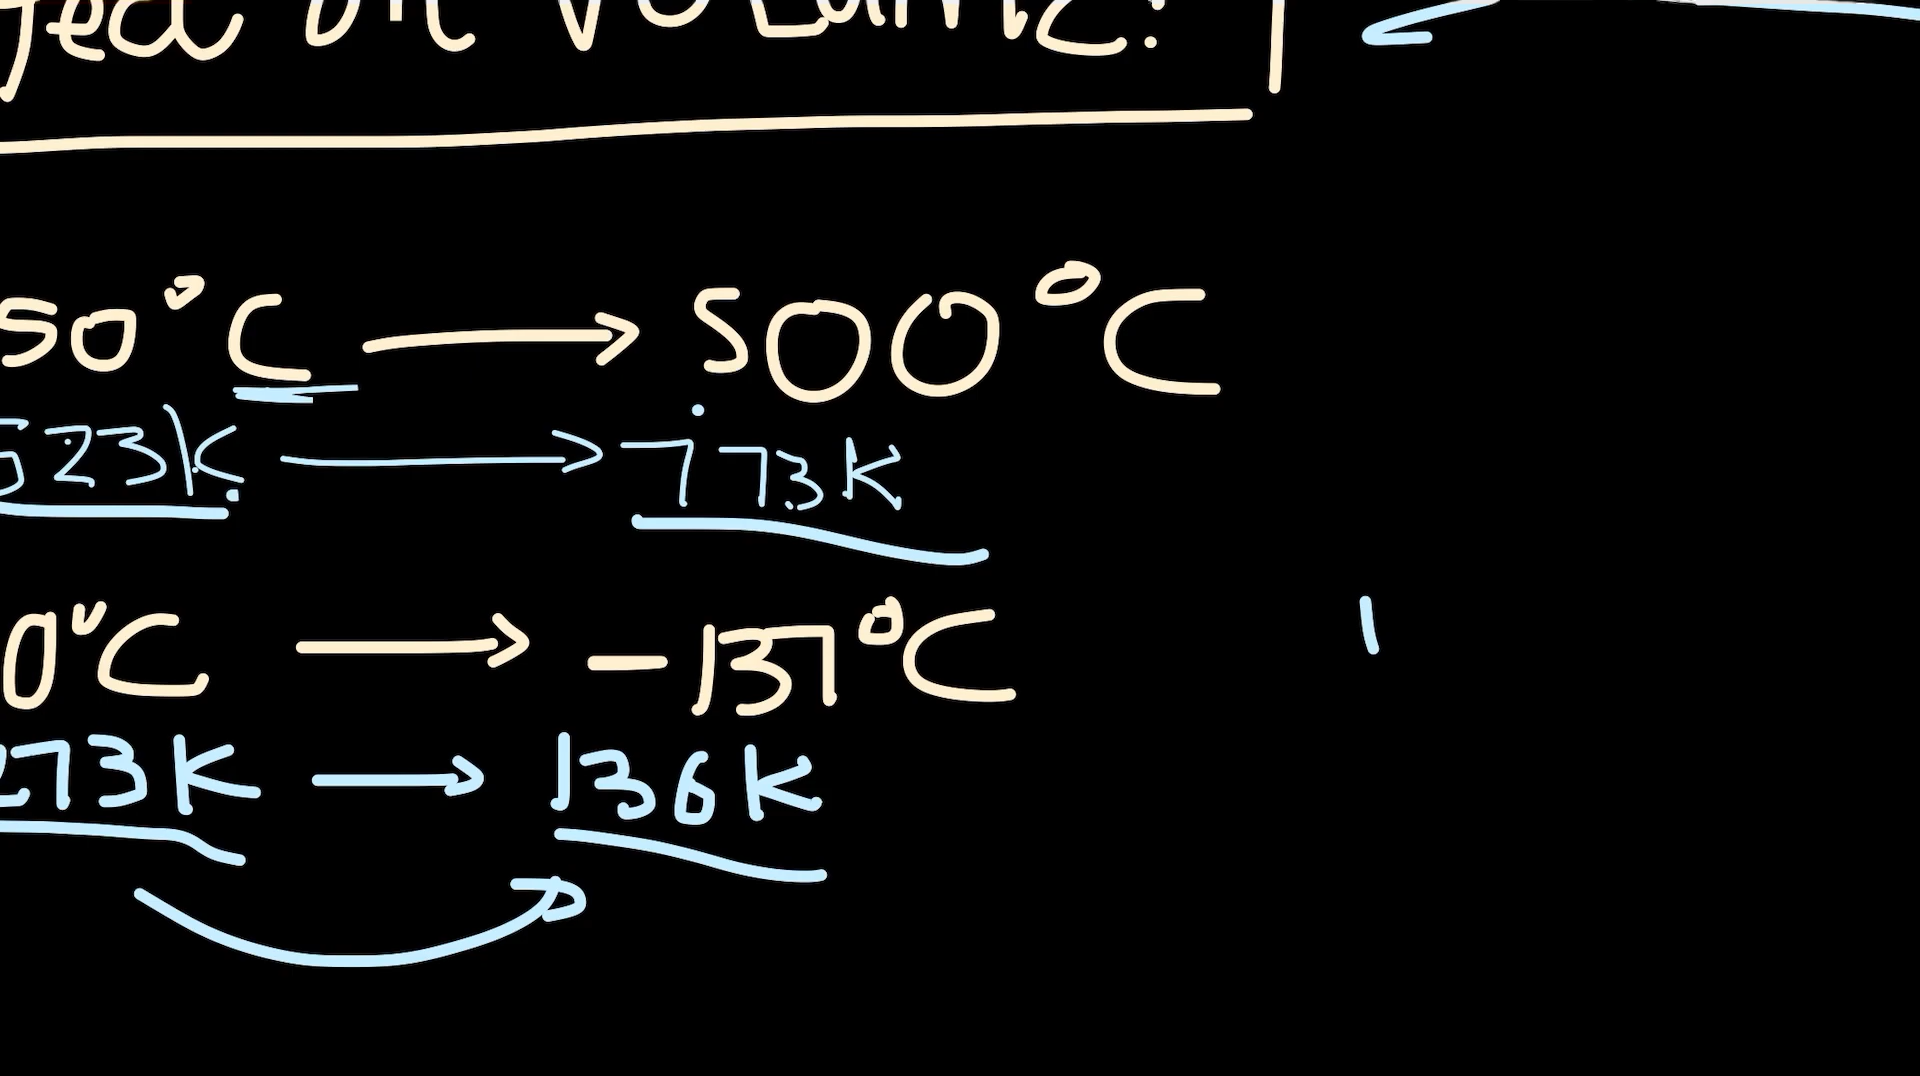 on volume?
50°C → 500°C
523K → 773K
0°C → -137°C
273K → 136K